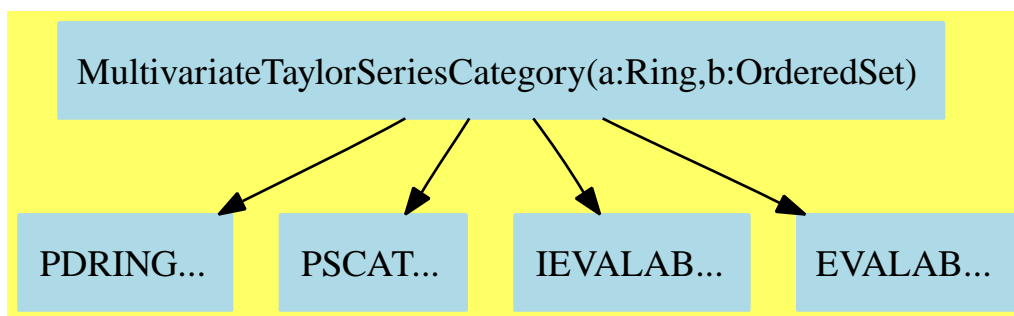 MultivariateTaylorSeriesCategory(a:Ring,b:OrderedSet)
PDRING... PSCAT... IEVALAB... EVALAB...